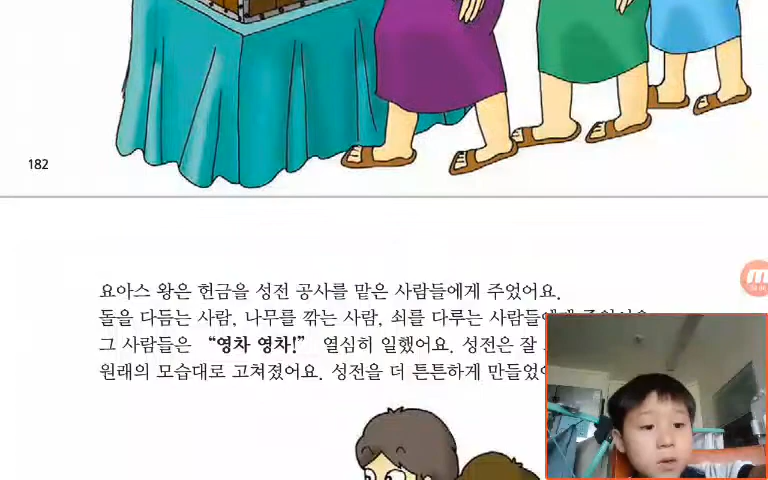 182
요아스 왕은 헌금을 성전 공사를 맡은 사람들에게 주었어요.
돌을 다듬는 사람, 나무를 깎는 사람, 쇠를 다루는 사람들에게
그 사람들은 “영차 영차!” 열심히 일했어요. 성전은 잘
원래의 모습대로 고쳐졌어요. 성전을 더 튼튼하게 만들었